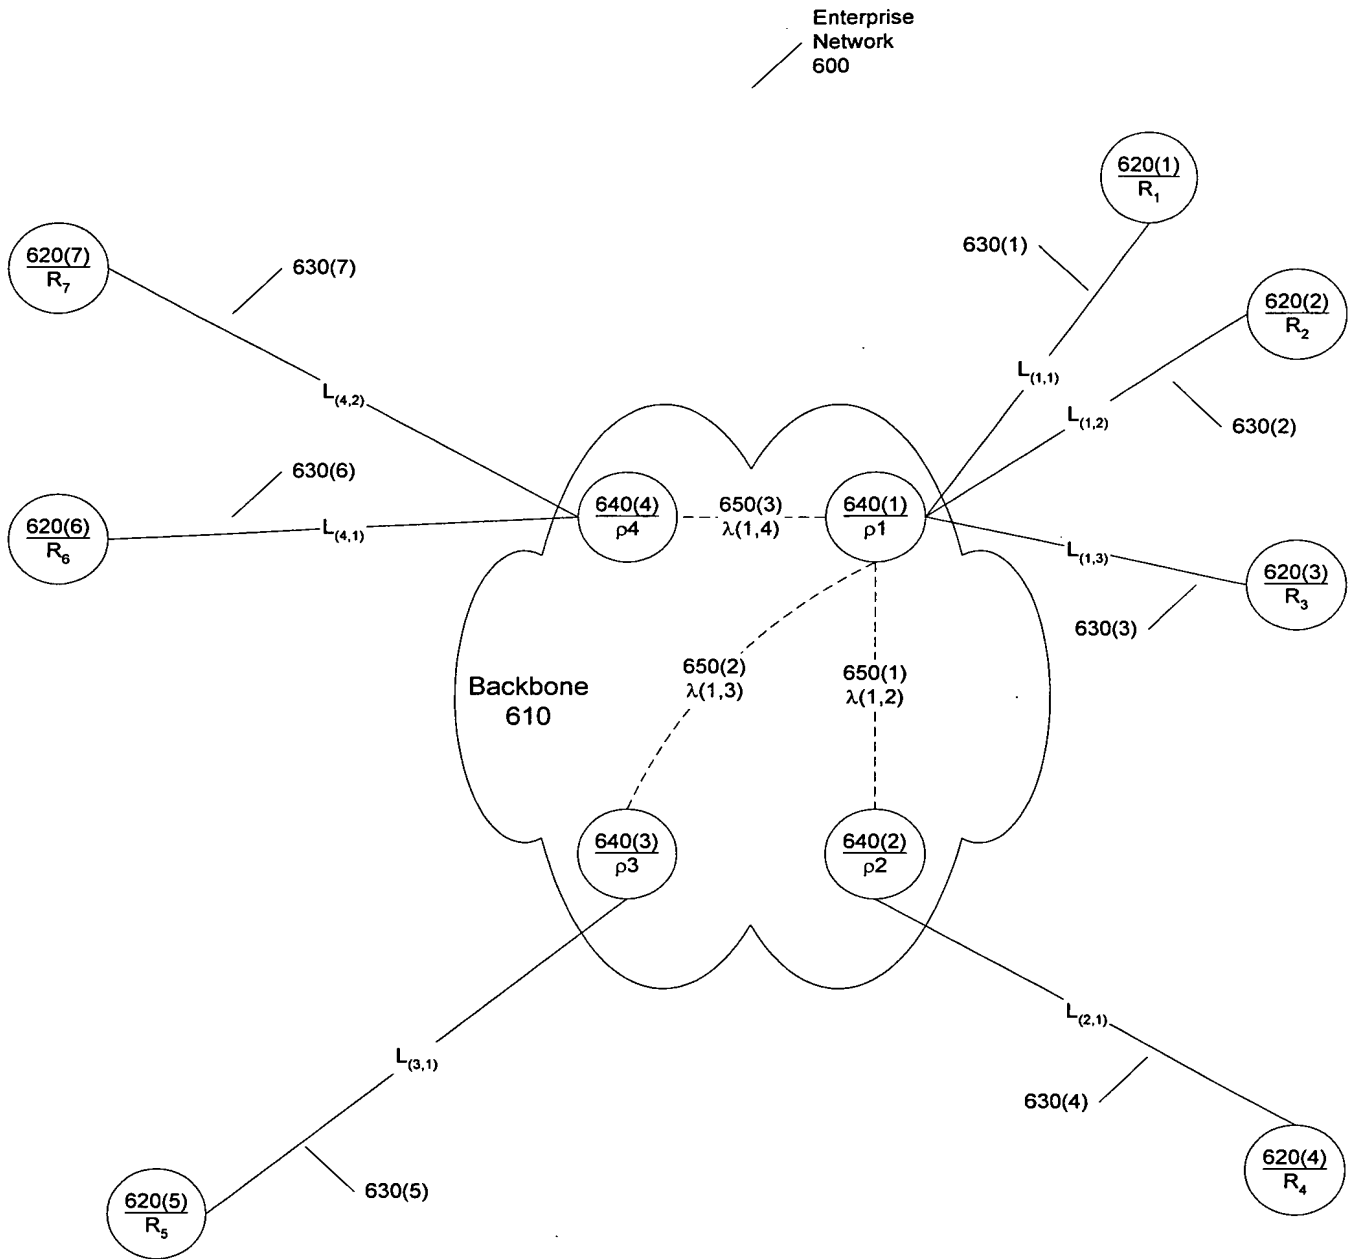 Enterprise
Network
600
620(1)
R₁
630(1)
620(7)
R₇
630(7)
620(2)
R₂
L₍₁,₁₎
L₍₄,₂₎
L₍₁,₂₎
630(2)
630(6)
620(6)
R₆
L₍₄,₁₎
640(4)
ρ4
650(3)
λ(1,4)
640(1)
ρ1
L₍₁,₃₎
620(3)
R₃
630(3)
650(2)
λ(1,3)
650(1)
λ(1,2)
Backbone
610
640(3)
ρ3
640(2)
ρ2
L₍₂,₁₎
L₍₃,₁₎
630(4)
620(4)
R₄
630(5)
620(5)
R₅